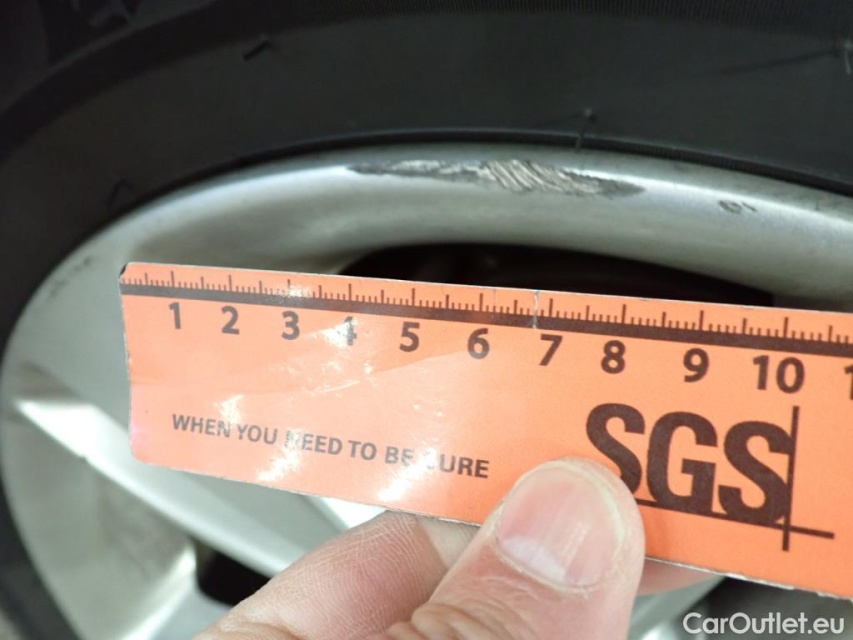 1 2 3 4 5 6 7 8 9 10
WHEN YOU NEED TO BE SURE
SGS
CarOutlet.eu